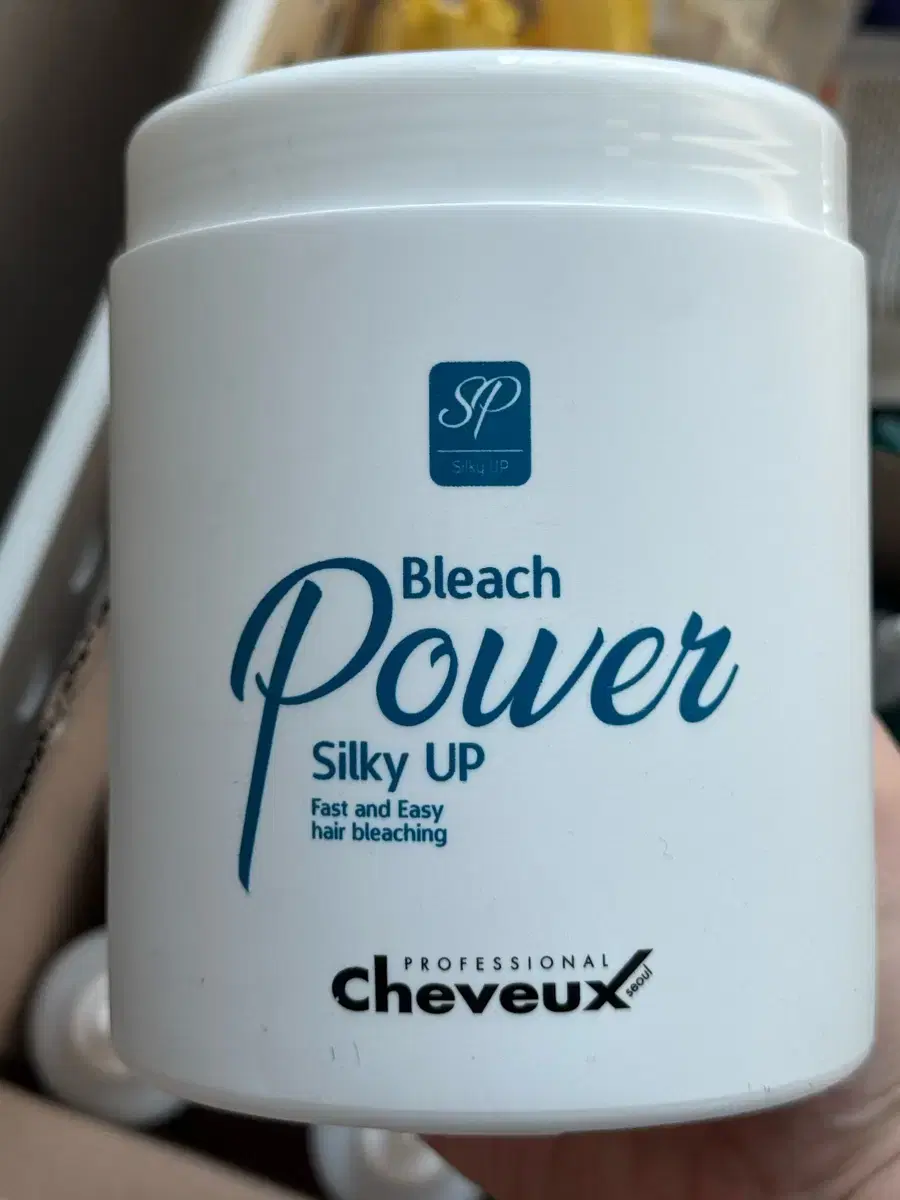 SP
Silky UP
Bleach
Power
Silky UP
Fast and Easy
hair bleaching
PROFESSIONAL
cheveux
seoul